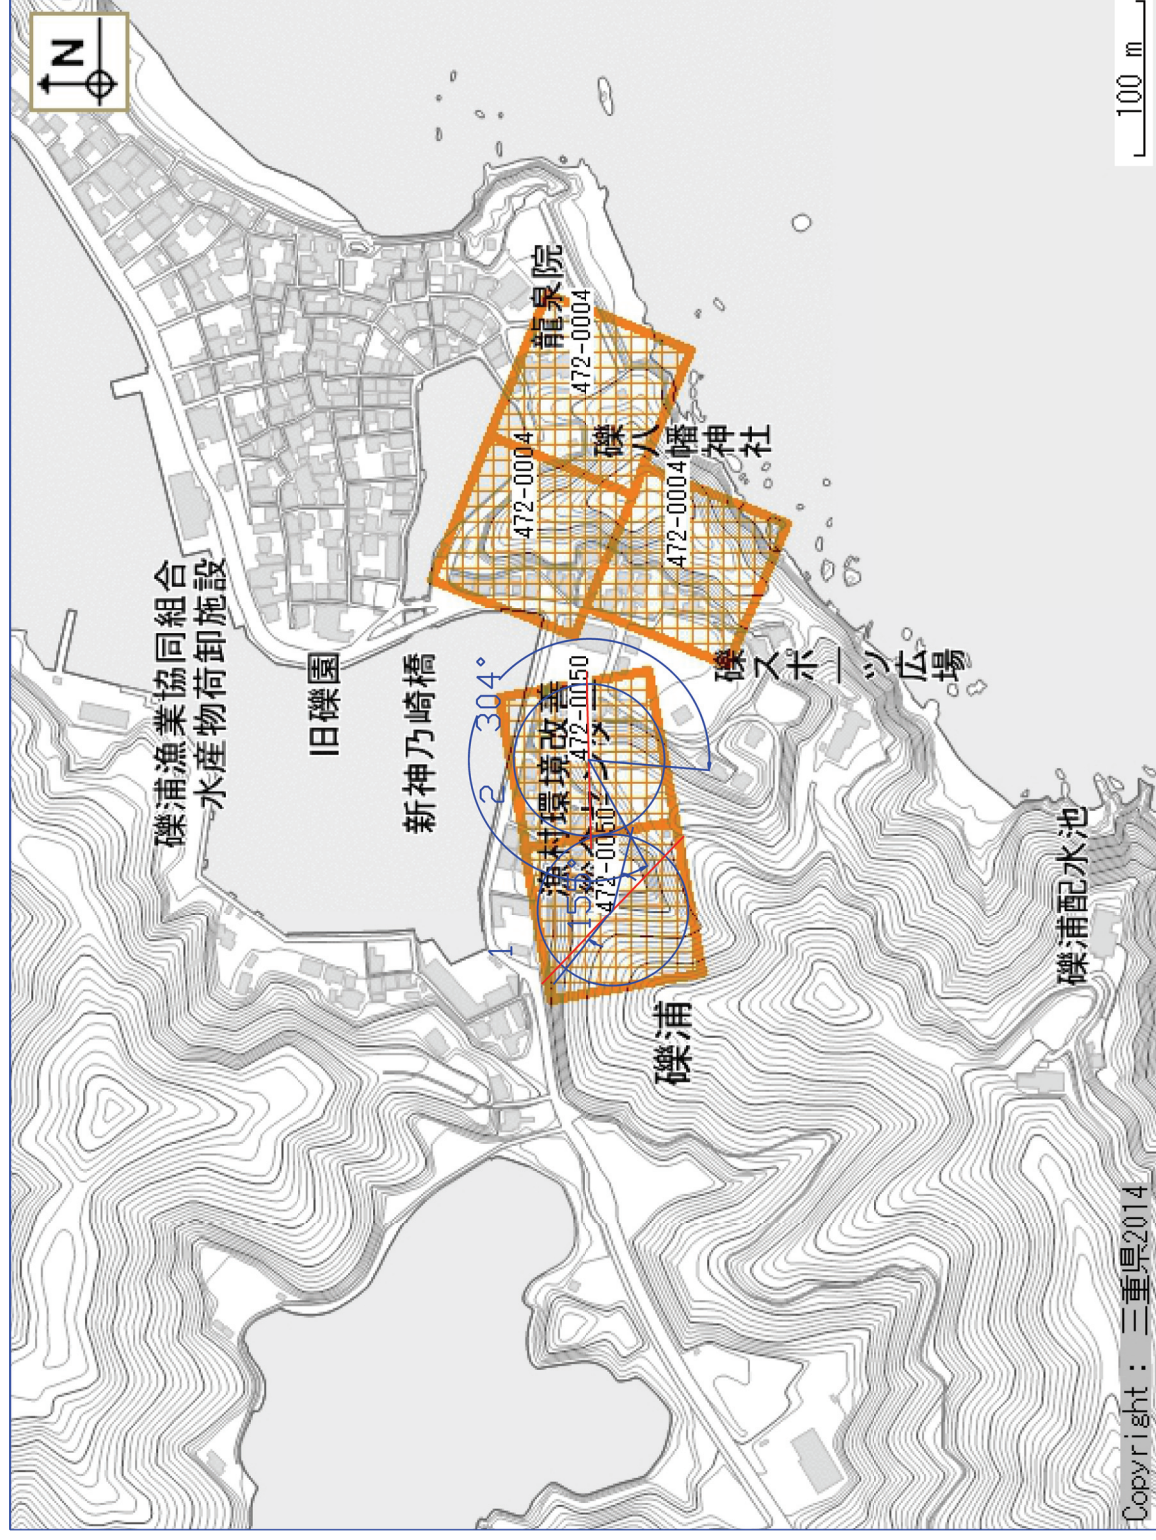 N
磯浦漁業協同組合
水産物荷卸施設
旧礫園
新神乃崎橋
龍泉院
472-0004
472-0004
礫八幡神社
472-0004
304°
2
漁村環境改善
472-0150
1
礫スポーツ広場
礫浦
礫浦配水池
100 m
Copyright : 三重県2014